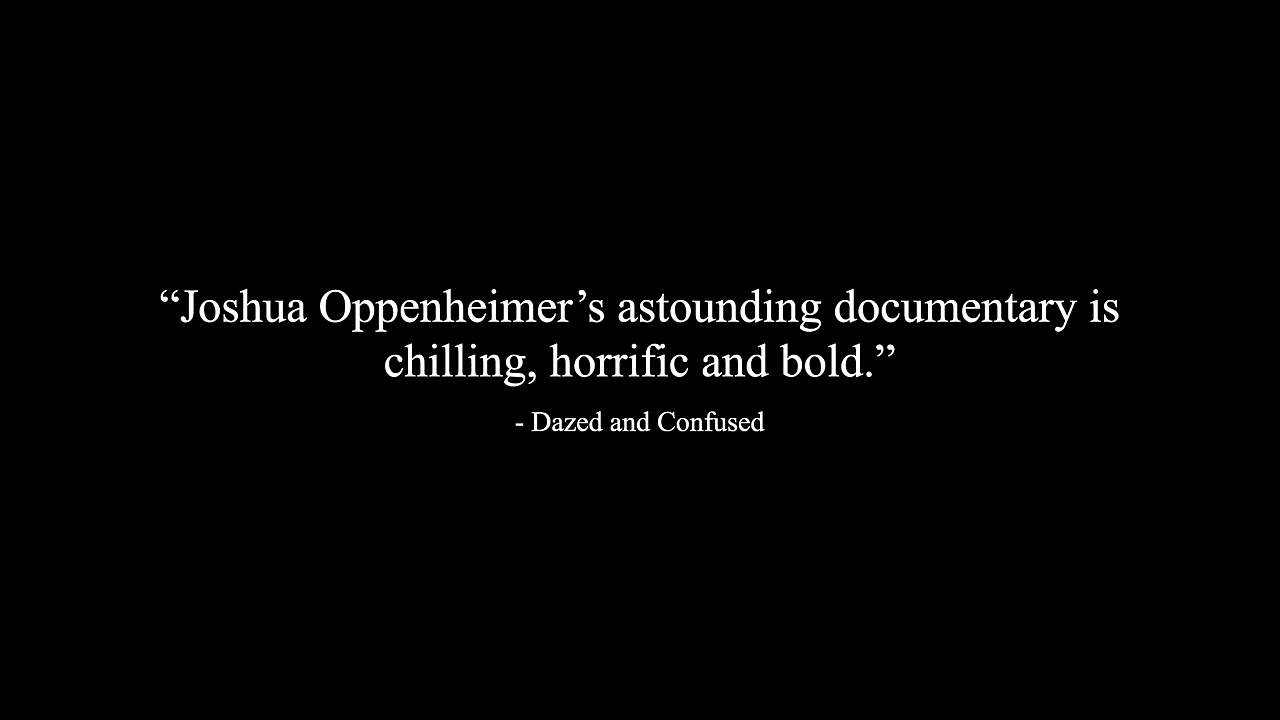 “Joshua Oppenheimer’s astounding documentary is
chilling, horrific and bold.”
- Dazed and Confused